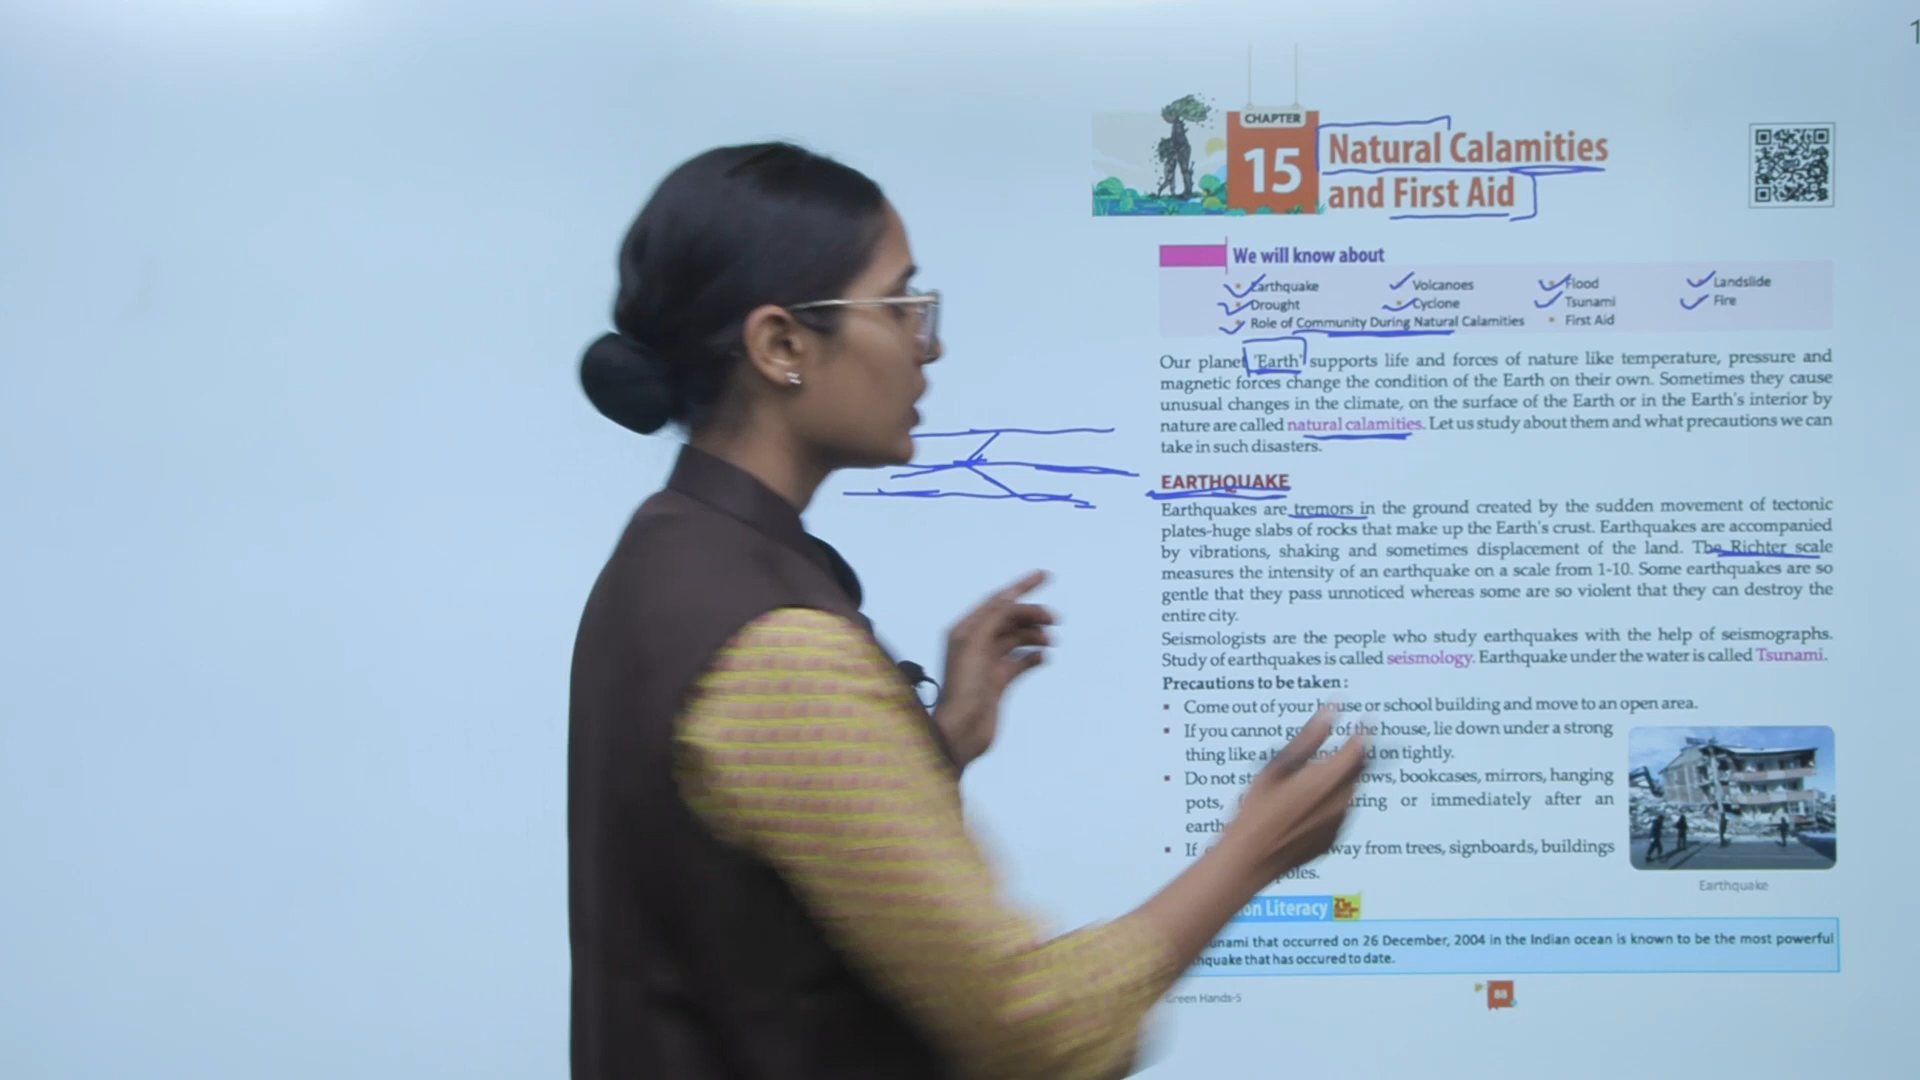 1
CHAPTER
15
Natural Calamities
and First Aid
We will know about
Earthquake Volcanoes Flood Landslide
Drought Cyclone Tsunami Fire
Role of Community During Natural Calamities First Aid
Our planet 'Earth' supports life and forces of nature like temperature, pressure and
magnetic forces change the condition of the Earth on their own. Sometimes they cause
unusual changes in the climate, on the surface of the Earth or in the Earth's interior by
nature are called natural calamities. Let us study about them and what precautions we can
take in such disasters.
EARTHQUAKE
Earthquakes are tremors in the ground created by the sudden movement of tectonic
plates-huge slabs of rocks that make up the Earth's crust. Earthquakes are accompanied
by vibrations, shaking and sometimes displacement of the land. The Richter scale
measures the intensity of an earthquake on a scale from 1-10. Some earthquakes are so
gentle that they pass unnoticed whereas some are so violent that they can destroy the
entire city.
Seismologists are the people who study earthquakes with the help of seismographs.
Study of earthquakes is called seismology. Earthquake under the water is called Tsunami.
Precautions to be taken :
Come out of your house or school building and move to an open area.
If you cannot of the house, lie down under a strong
thing like a on tightly.
Do not bookcases, mirrors, hanging
pots, or immediately after an
If from trees, signboards, buildings
Literacy
that occurred on 26 December, 2004 in the Indian ocean is known to be the most powerful
that has occured to date.
Earthquake
Green Hands-5